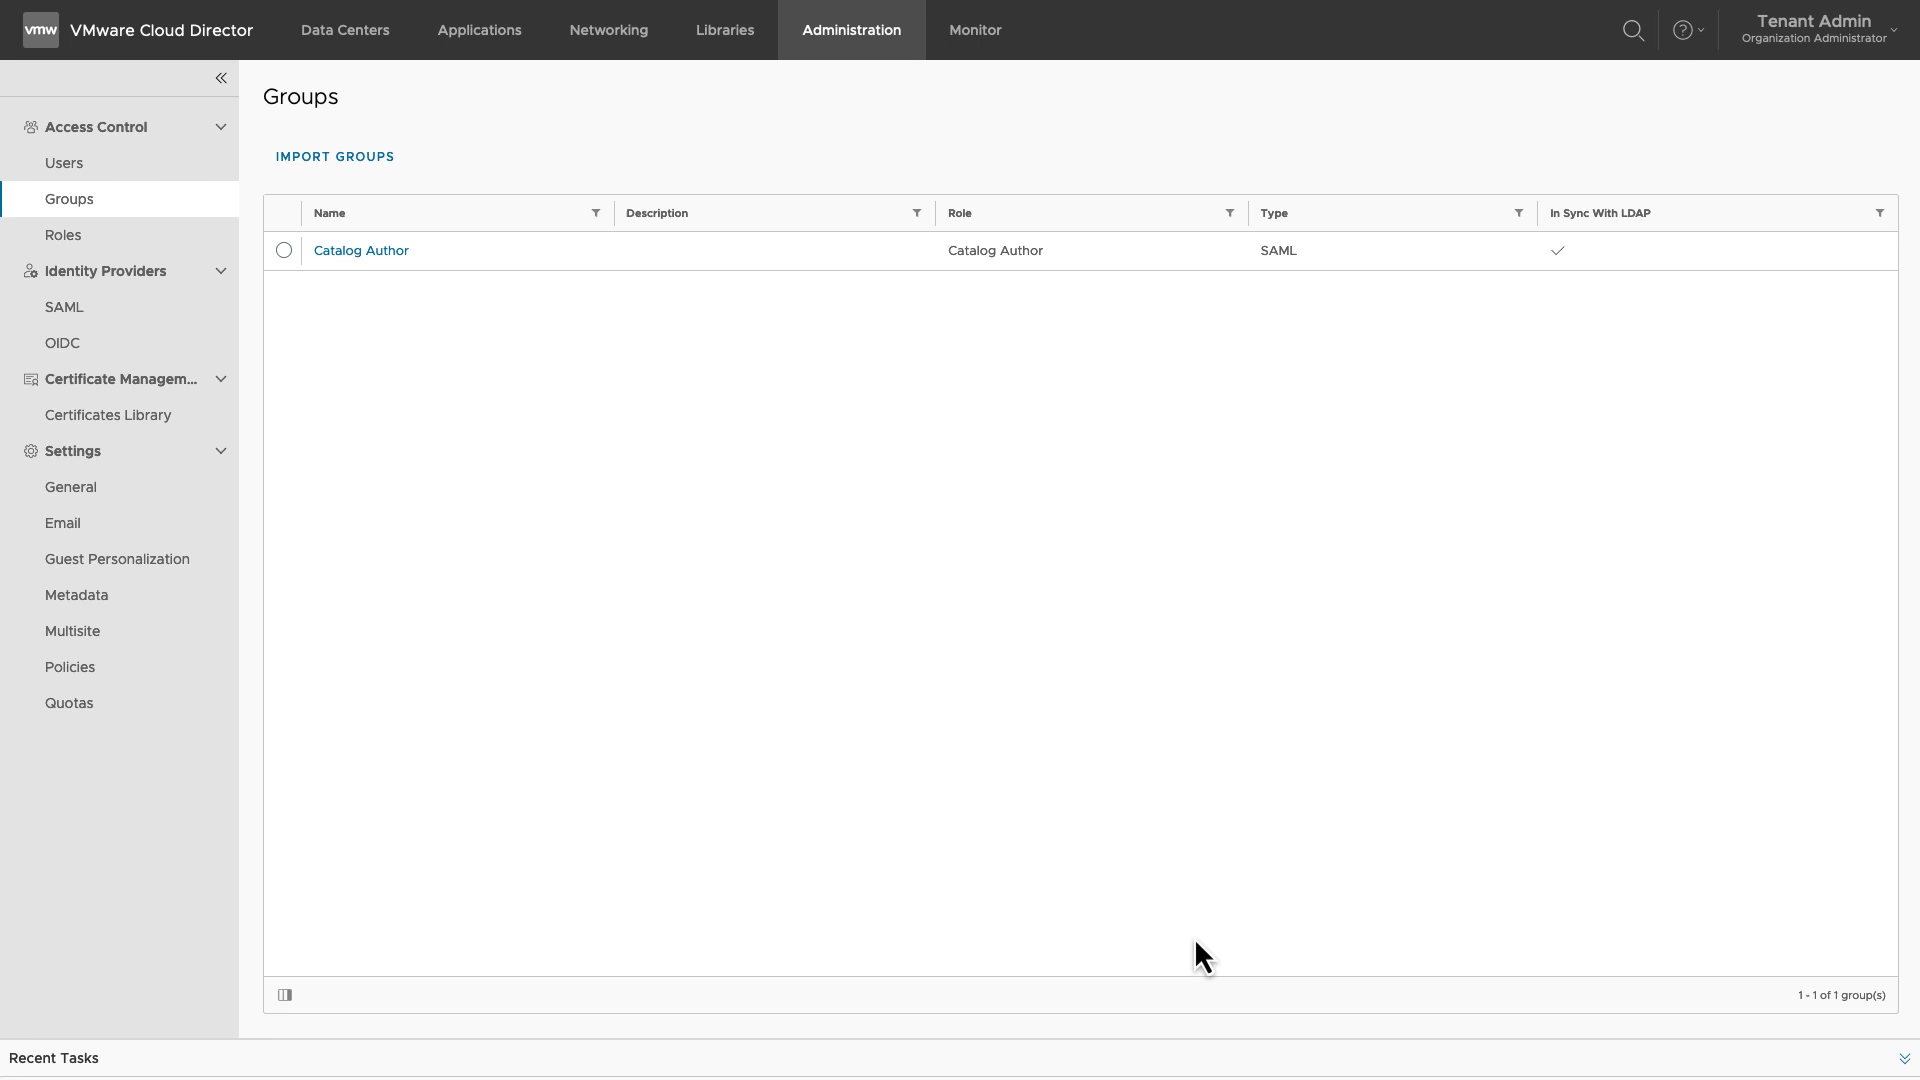 vmw VMware Cloud Director Data Centers Applications Networking Libraries Administration Monitor Tenant Admin
Organization Administrator
Groups
IMPORT GROUPS
Access Control
Users
Groups
Roles
Identity Providers
SAML
OIDC
Certificate Managem...
Certificates Library
Settings
General
Email
Guest Personalization
Metadata
Multisite
Policies
Quotas
Name Description Role Type In Sync With LDAP
Catalog Author Catalog Author SAML
1 - 1 of 1 group(s)
Recent Tasks